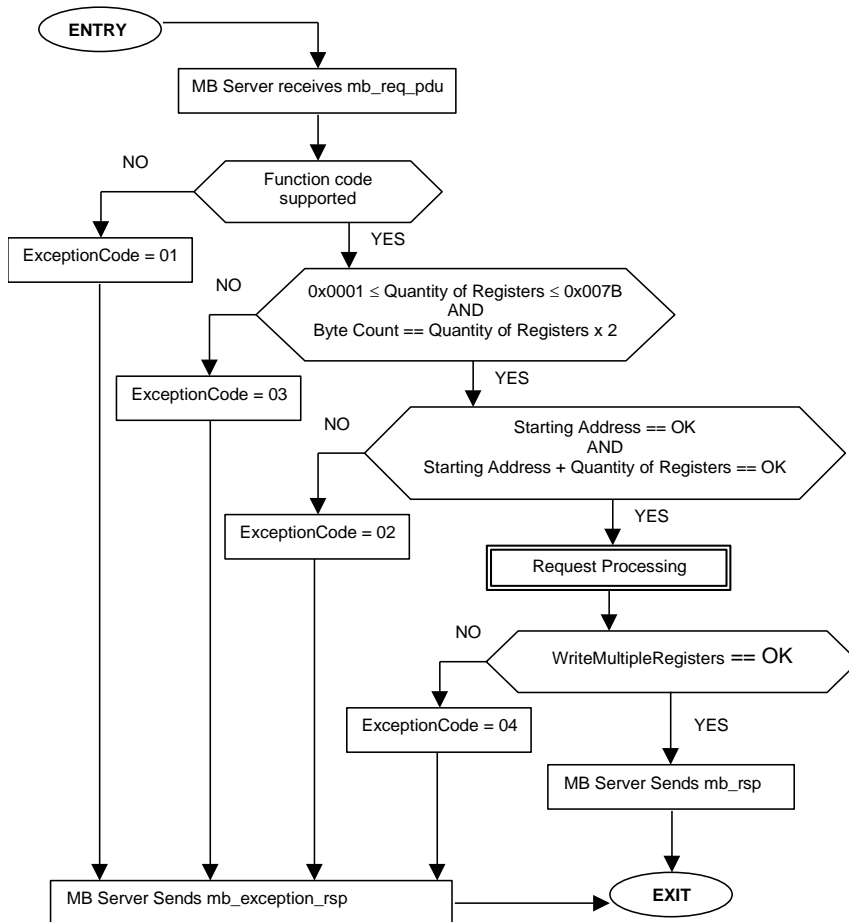 ENTRY
MB Server receives mb_req_pdu
NO
Function code
supported
YES
ExceptionCode = 01
NO
0x0001 ≤ Quantity of Registers ≤ 0x007B
AND
Byte Count == Quantity of Registers x 2
YES
ExceptionCode = 03
NO
Starting Address == OK
AND
Starting Address + Quantity of Registers == OK
YES
ExceptionCode = 02
Request Processing
NO
WriteMultipleRegisters == OK
YES
ExceptionCode = 04
MB Server Sends mb_rsp
MB Server Sends mb_exception_rsp
EXIT